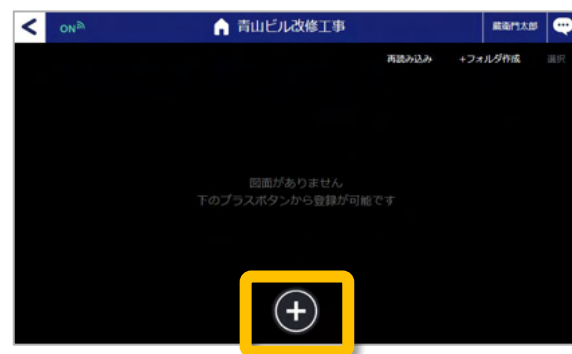 ON
青山ビル改修工事
蔵衛門太郎
再読み込み
+フォルダ作成
選択
図面がありません
下のプラスボタンから登録が可能です